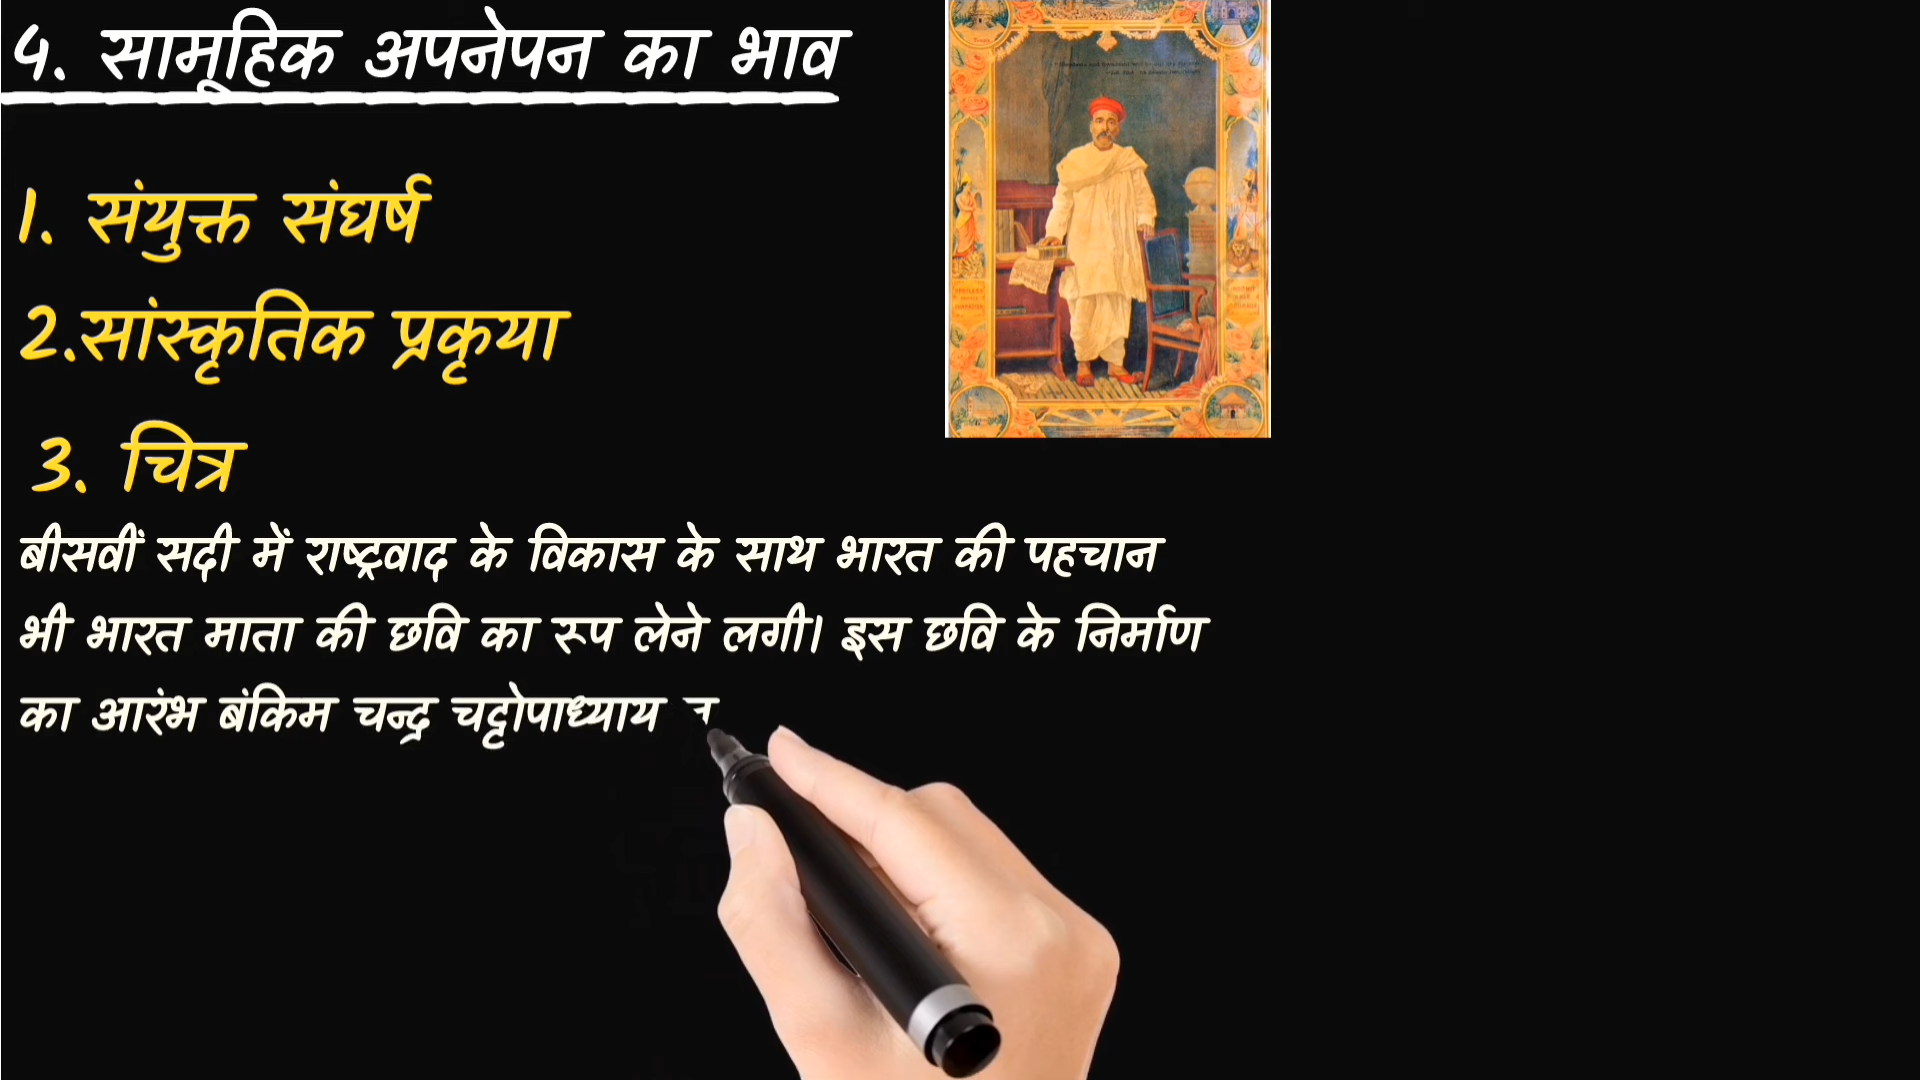 4. सामूहिक अपनेपन का भाव
1. संयुक्त संघर्ष
2.सांस्कृतिक प्रकृया
3. चित्र
बीसवीं सदी में राष्ट्रवाद के विकास के साथ भारत की पहचान
भी भारत माता की छवि का रूप लेने लगी। इस छवि के निर्माण
का आरंभ बंकिम चन्द्र चट्टोपाध्याय